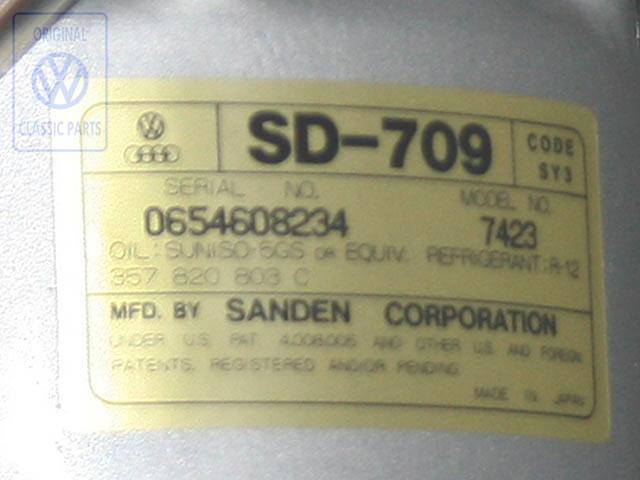 ORIGINAL
CLASSIC PARTS
SD-709
CODE
SY3
SERIAL NO. MODEL NO.
0654608234 7423
OIL: SUNISO-5GS OR EQUIV. REFRIGERANT: R-12
357 820 803 C
MFD. BY SANDEN CORPORATION
UNDER U.S. PAT. 4,008,005 AND OTHER U.S. AND FOREIGN
PATENTS, REGISTERED AND/OR PENDING
MADE IN JAPAN